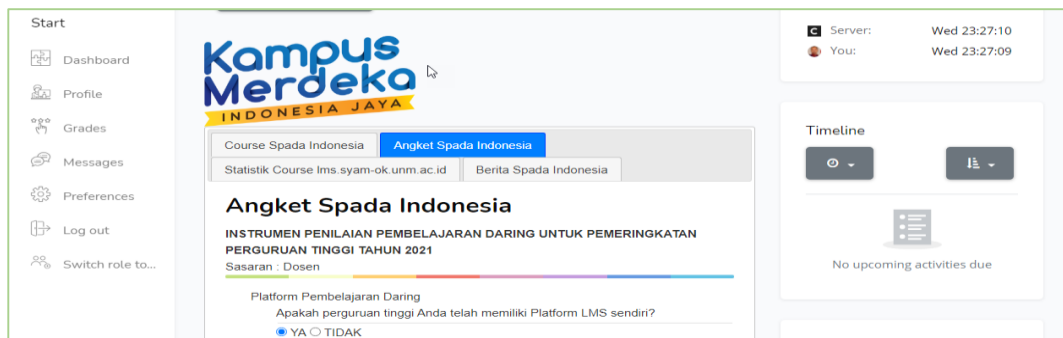 Start
Dashboard
Profile
Grades
Messages
Preferences
Log out
Switch role to...
Kampus
Merdeka
INDONESIA JAYA
Course Spada Indonesia
Angket Spada Indonesia
Statistik Course lms.syam-ok.unm.ac.id
Berita Spada Indonesia
Angket Spada Indonesia
INSTRUMEN PENILAIAN PEMBELAJARAN DARING UNTUK PEMERINGKATAN
PERGURUAN TINGGI TAHUN 2021
Sasaran : Dosen
Platform Pembelajaran Daring
Apakah perguruan tinggi Anda telah memiliki Platform LMS sendiri?
YA TIDAK
Server: Wed 23:27:10
You: Wed 23:27:09
Timeline
No upcoming activities due